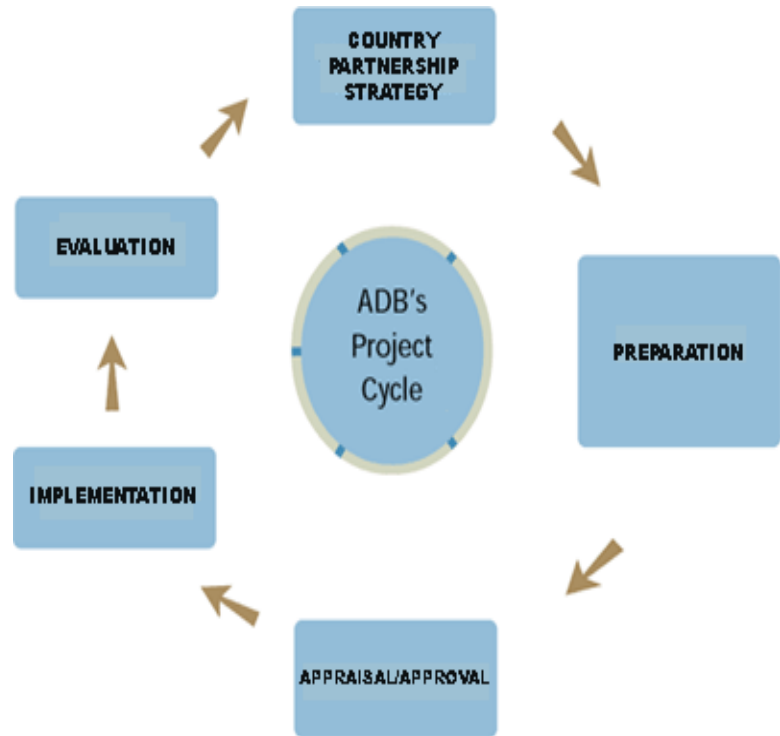 COUNTRY
PARTNERSHIP
STRATEGY
EVALUATION
ADB's
Project
Cycle
PREPARATION
IMPLEMENTATION
APPRAISAL/APPROVAL